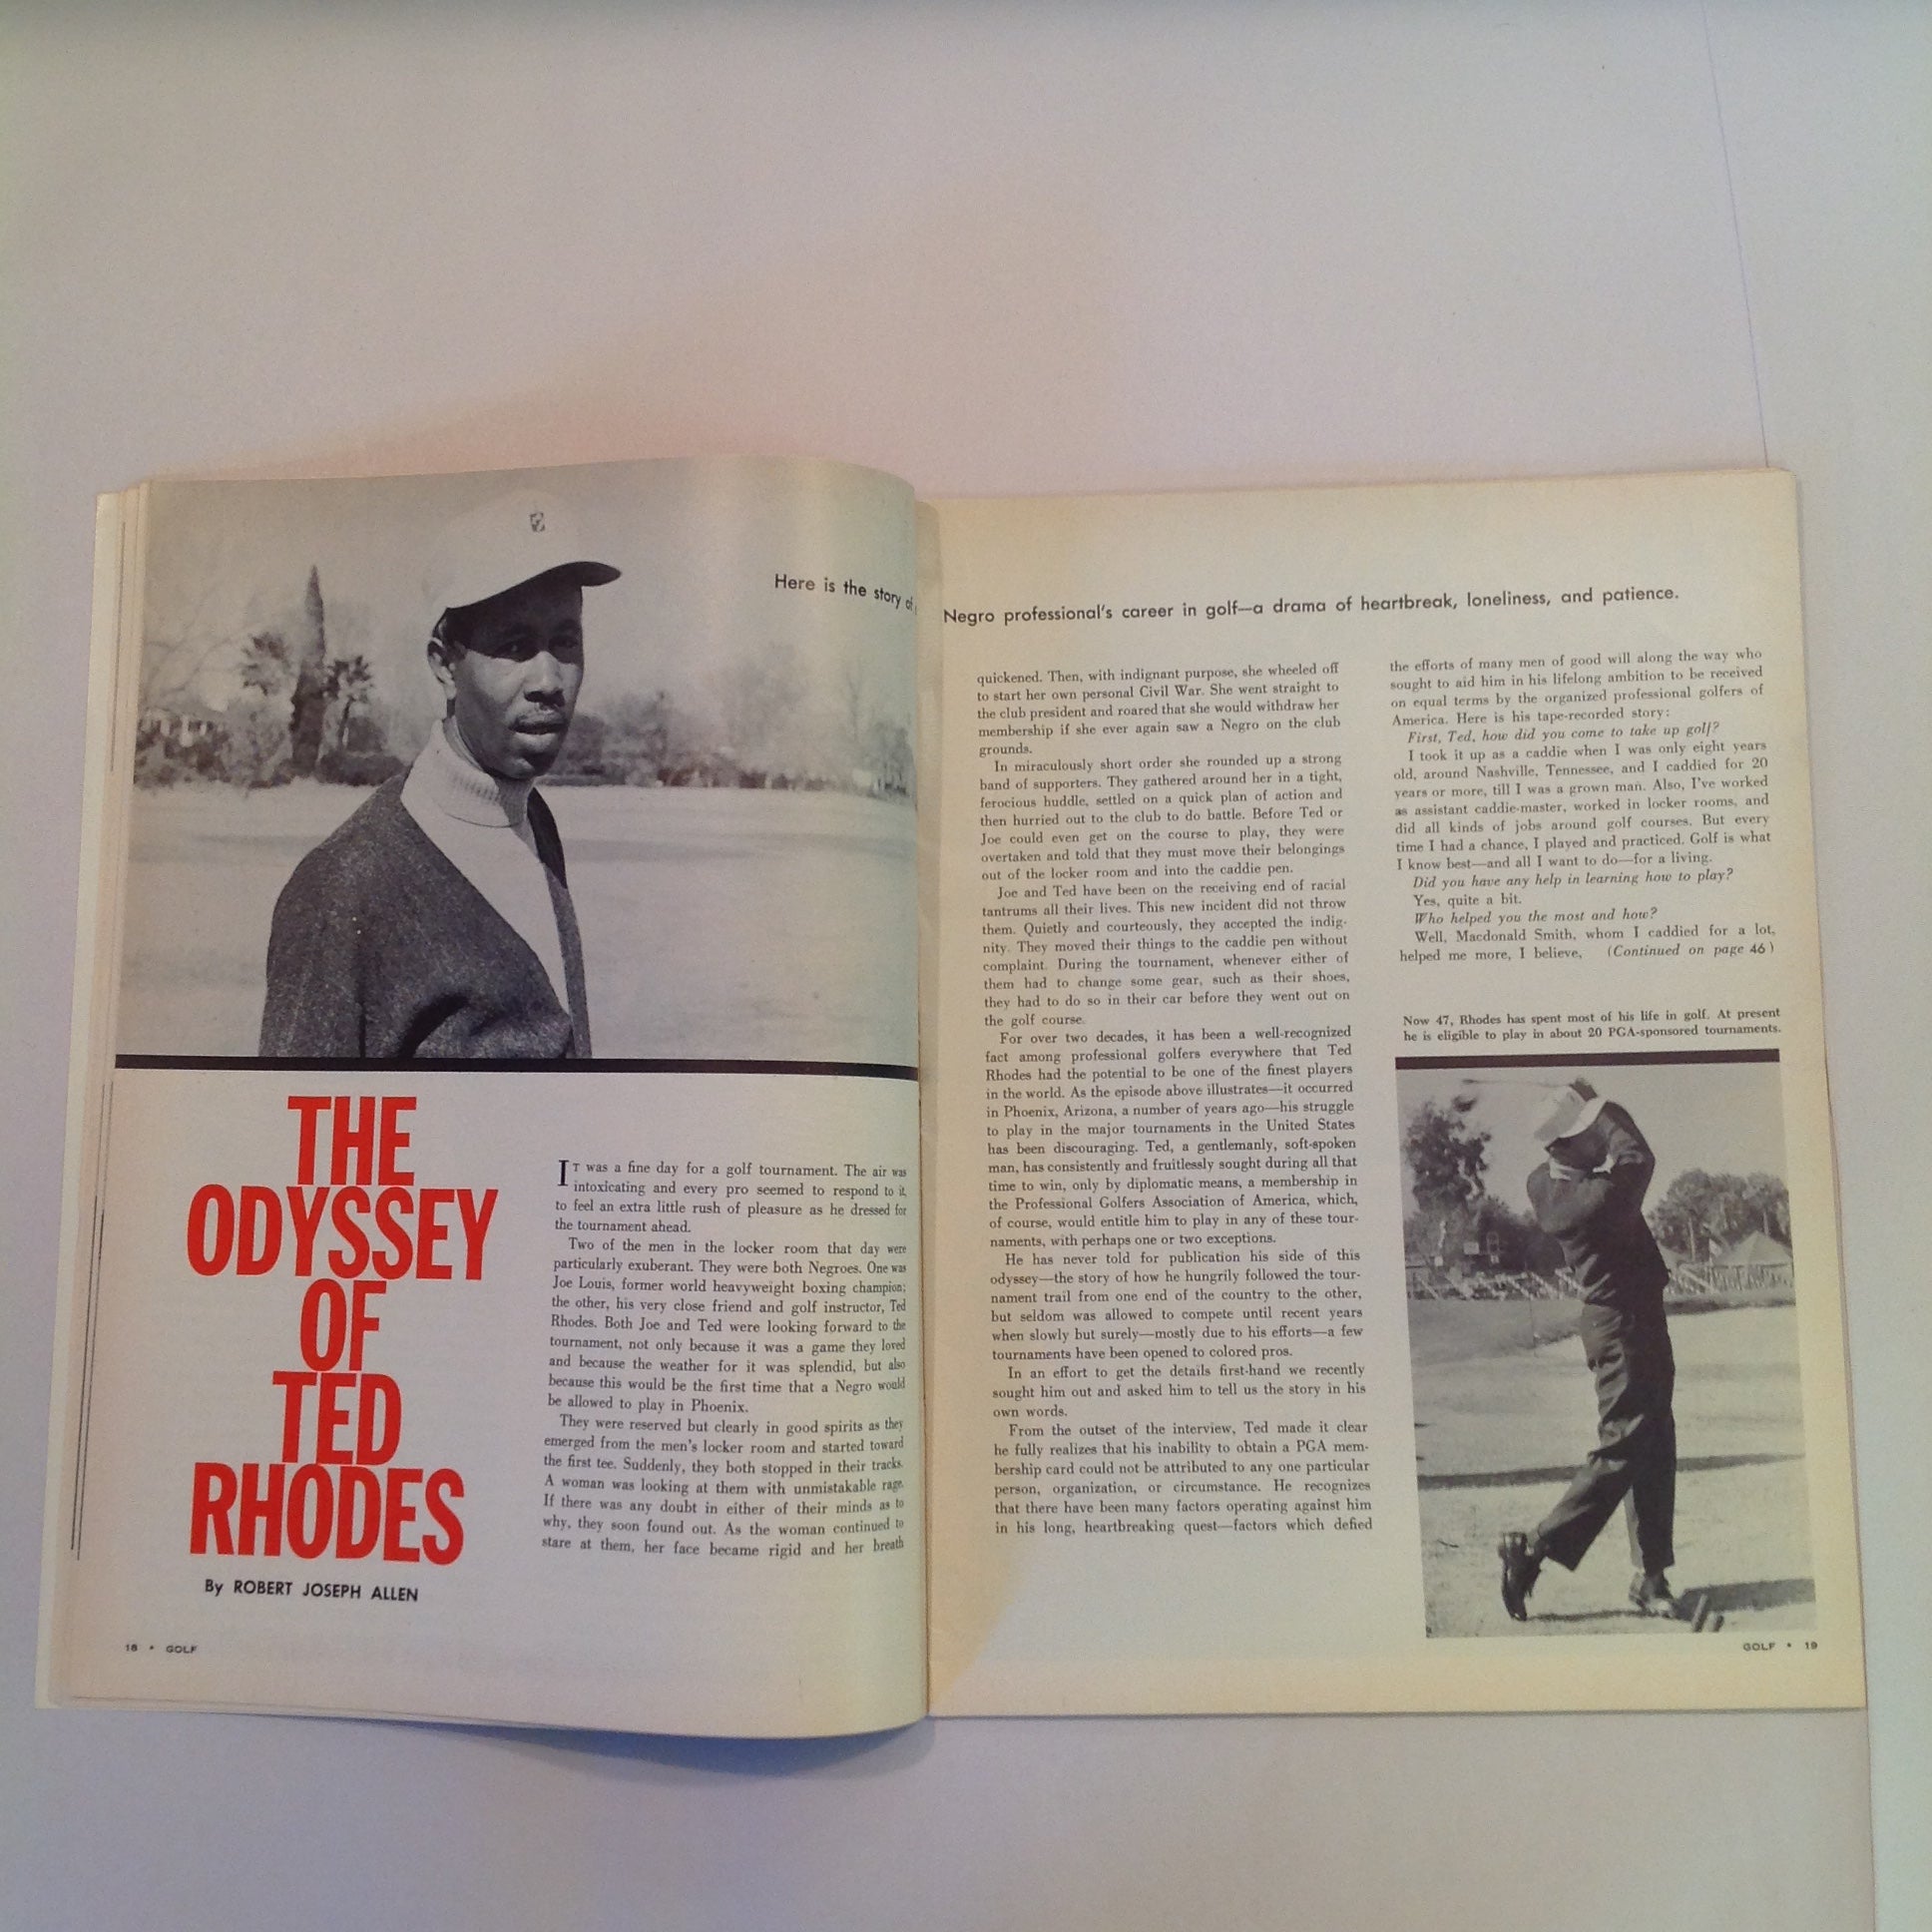 Here is the story of
Negro professional's career in golf—a drama of heartbreak, loneliness, and patience.
THE
ODYSSEY
OF
TED
RHODES
By ROBERT JOSEPH ALLEN
IT was a fine day for a golf tournament. The air was
intoxicating and every pro seemed to respond to it,
to feel an extra little rush of pleasure as he dressed for
the tournament ahead.
Two of the men in the locker room that day were
particularly exuberant. They were both Negroes. One was
Joe Louis, former world heavyweight boxing champion;
the other, his very close friend and golf instructor, Ted
Rhodes. Both Joe and Ted were looking forward to the
tournament, not only because it was a game they loved
and because the weather for it was splendid, but also
because this would be the first time that a Negro would
be allowed to play in Phoenix.
They were reserved but clearly in good spirits as they
emerged from the men's locker room and started toward
the first tee. Suddenly, they both stopped in their tracks.
A woman was looking at them with unmistakable rage.
If there was any doubt in either of their minds as to
why, they soon found out. As the woman continued to
stare at them, her face became rigid and her breath
18 • GOLF
quickened. Then, with indignant purpose, she wheeled off
to start her own personal Civil War. She went straight to
the club president and roared that she would withdraw her
membership if she ever again saw a Negro on the club
grounds.
In miraculously short order she rounded up a strong
band of supporters. They gathered around her in a tight,
ferocious huddle, settled on a quick plan of action and
then hurried out to the club to do battle. Before Ted or
Joe could even get on the course to play, they were
overtaken and told that they must move their belongings
out of the locker room and into the caddie pen.
Joe and Ted have been on the receiving end of racial
tantrums all their lives. This new incident did not throw
them. Quietly and courteously, they accepted the indig-
nity. They moved their things to the caddie pen without
complaint. During the tournament, whenever either of
them had to change some gear, such as their shoes,
they had to do so in their car before they went out on
the golf course.
For over two decades, it has been a well-recognized
fact among professional golfers everywhere that Ted
Rhodes had the potential to be one of the finest players
in the world. As the episode above illustrates—it occurred
in Phoenix, Arizona, a number of years ago—his struggle
to play in the major tournaments in the United States
has been discouraging. Ted, a gentlemanly, soft-spoken
man, has consistently and fruitlessly sought during all that
time to win, only by diplomatic means, a membership in
the Professional Golfers Association of America, which,
of course, would entitle him to play in any of these tour-
naments, with perhaps one or two exceptions.
He has never told for publication his side of this
odyssey—the story of how he hungrily followed the tour-
nament trail from one end of the country to the other,
but seldom was allowed to compete until recent years
when slowly but surely—mostly due to his efforts—a few
tournaments have been opened to colored pros.
In an effort to get the details first-hand we recently
sought him out and asked him to tell us the story in his
own words.
From the outset of the interview, Ted made it clear
he fully realizes that his inability to obtain a PGA mem-
bership card could not be attributed to any one particular
person, organization, or circumstance. He recognizes
that there have been many factors operating against him
in his long, heartbreaking quest—factors which defied
the efforts of many men of good will along the way who
sought to aid him in his lifelong ambition to be received
on equal terms by the organized professional golfers of
America. Here is his tape-recorded story:
First, Ted, how did you come to take up golf?
I took it up as a caddie when I was only eight years
old, around Nashville, Tennessee, and I caddied for 20
years or more, till I was a grown man. Also, I've worked
as assistant caddie-master, worked in locker rooms, and
did all kinds of jobs around golf courses. But every
time I had a chance, I played and practiced. Golf is what
I know best—and all I want to do—for a living.
Did you have any help in learning how to play?
Yes, quite a bit.
Who helped you the most and how?
Well, Macdonald Smith, whom I caddied for a lot,
helped me more, I believe, (Continued on page 46)
Now 47, Rhodes has spent most of his life in golf. At present
he is eligible to play in about 20 PGA-sponsored tournaments.
GOLF • 19